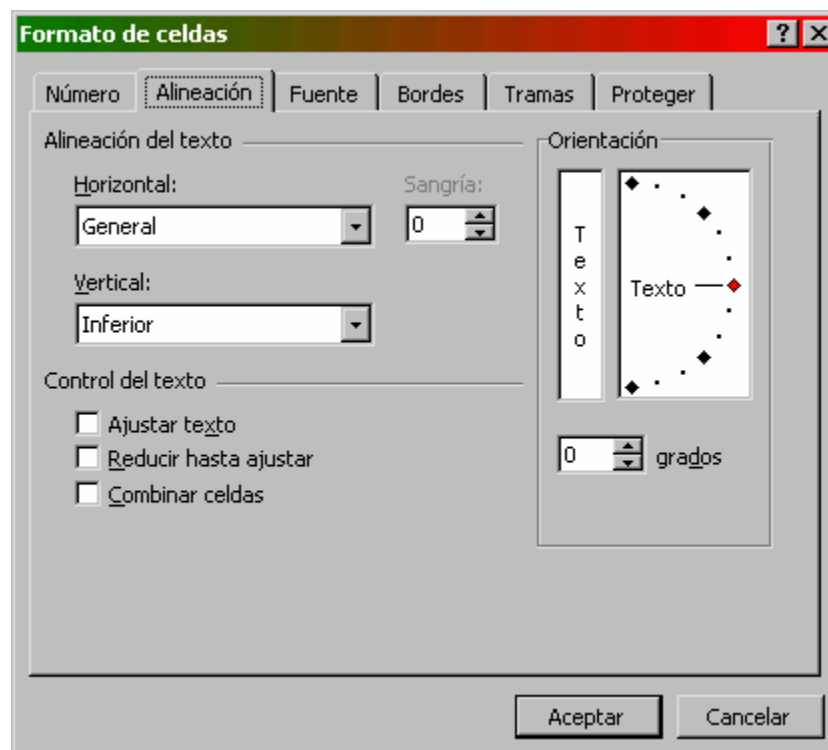 Formato de celdas
Número Alineación Fuente Bordes Tramas Proteger
Alineación del texto
Horizontal:
Sangría:
General
0
Vertical:
Inferior
Control del texto
Ajustar texto
Reducir hasta ajustar
Combinar celdas
Orientación
Texto
Texto
0 grados
Aceptar Cancelar